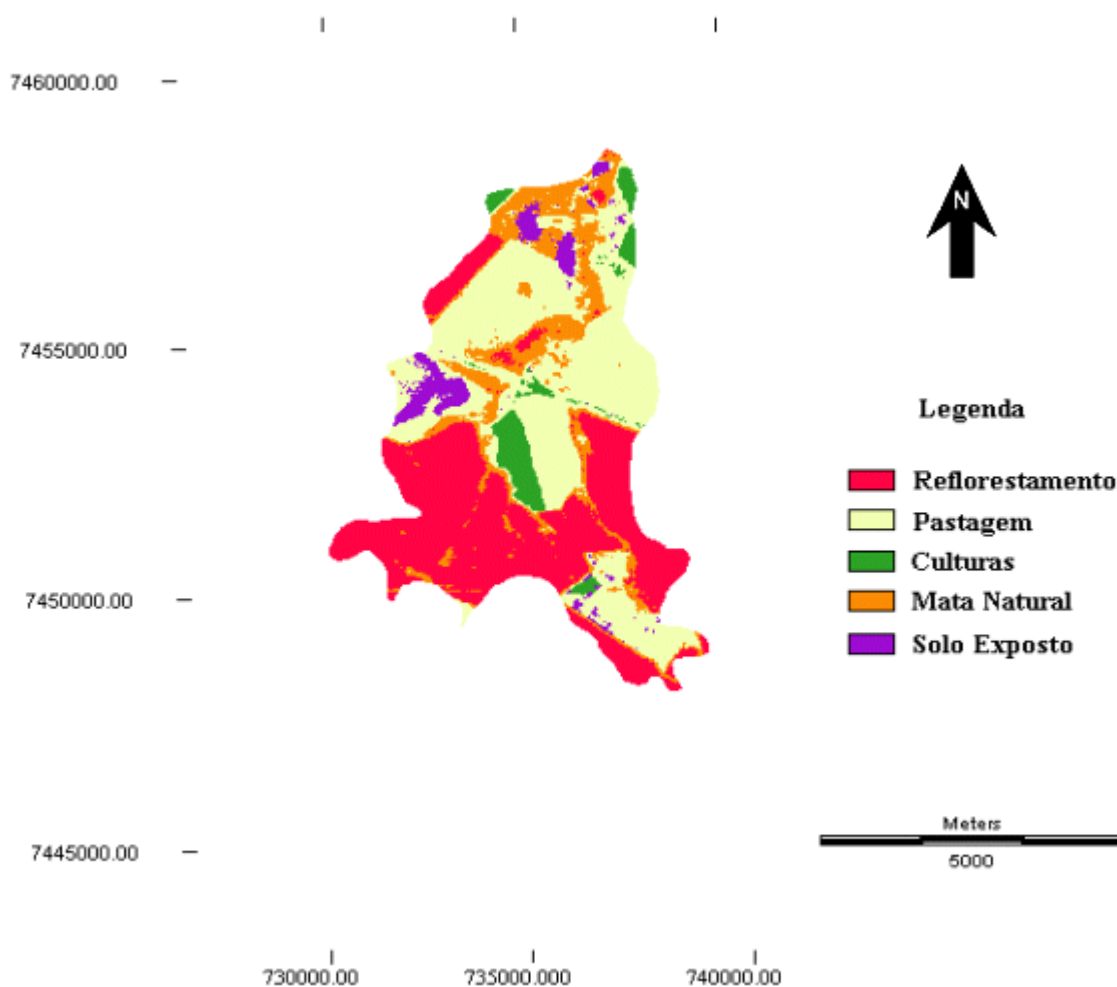 7460000.00
N
7455000.00
Legenda
Reflorestamento
Pastagem
Culturas
7450000.00
Mata Natural
Solo Exposto
Meters
5000
7445000.00
730000.00
735000.00
740000.00